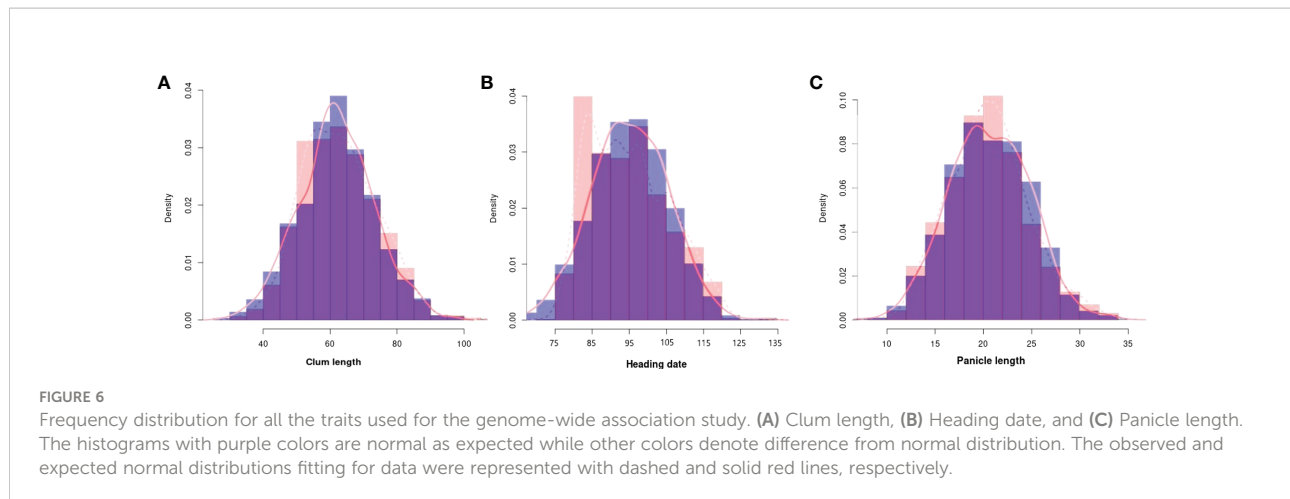 A
B
C
0.04
0.03
0.02
0.01
0.00
Density
40 60 80 100
Clum length
0.04
0.03
0.02
0.01
0.00
Density
75 85 95 105 115 125 135
Heading date
0.10
0.08
0.06
0.04
0.02
0.00
Density
10 15 20 25 30 35
Panicle length
FIGURE 6
Frequency distribution for all the traits used for the genome-wide association study. (A) Clum length, (B) Heading date, and (C) Panicle length.
The histograms with purple colors are normal as expected while other colors denote difference from normal distribution. The observed and
expected normal distributions fitting for data were represented with dashed and solid red lines, respectively.